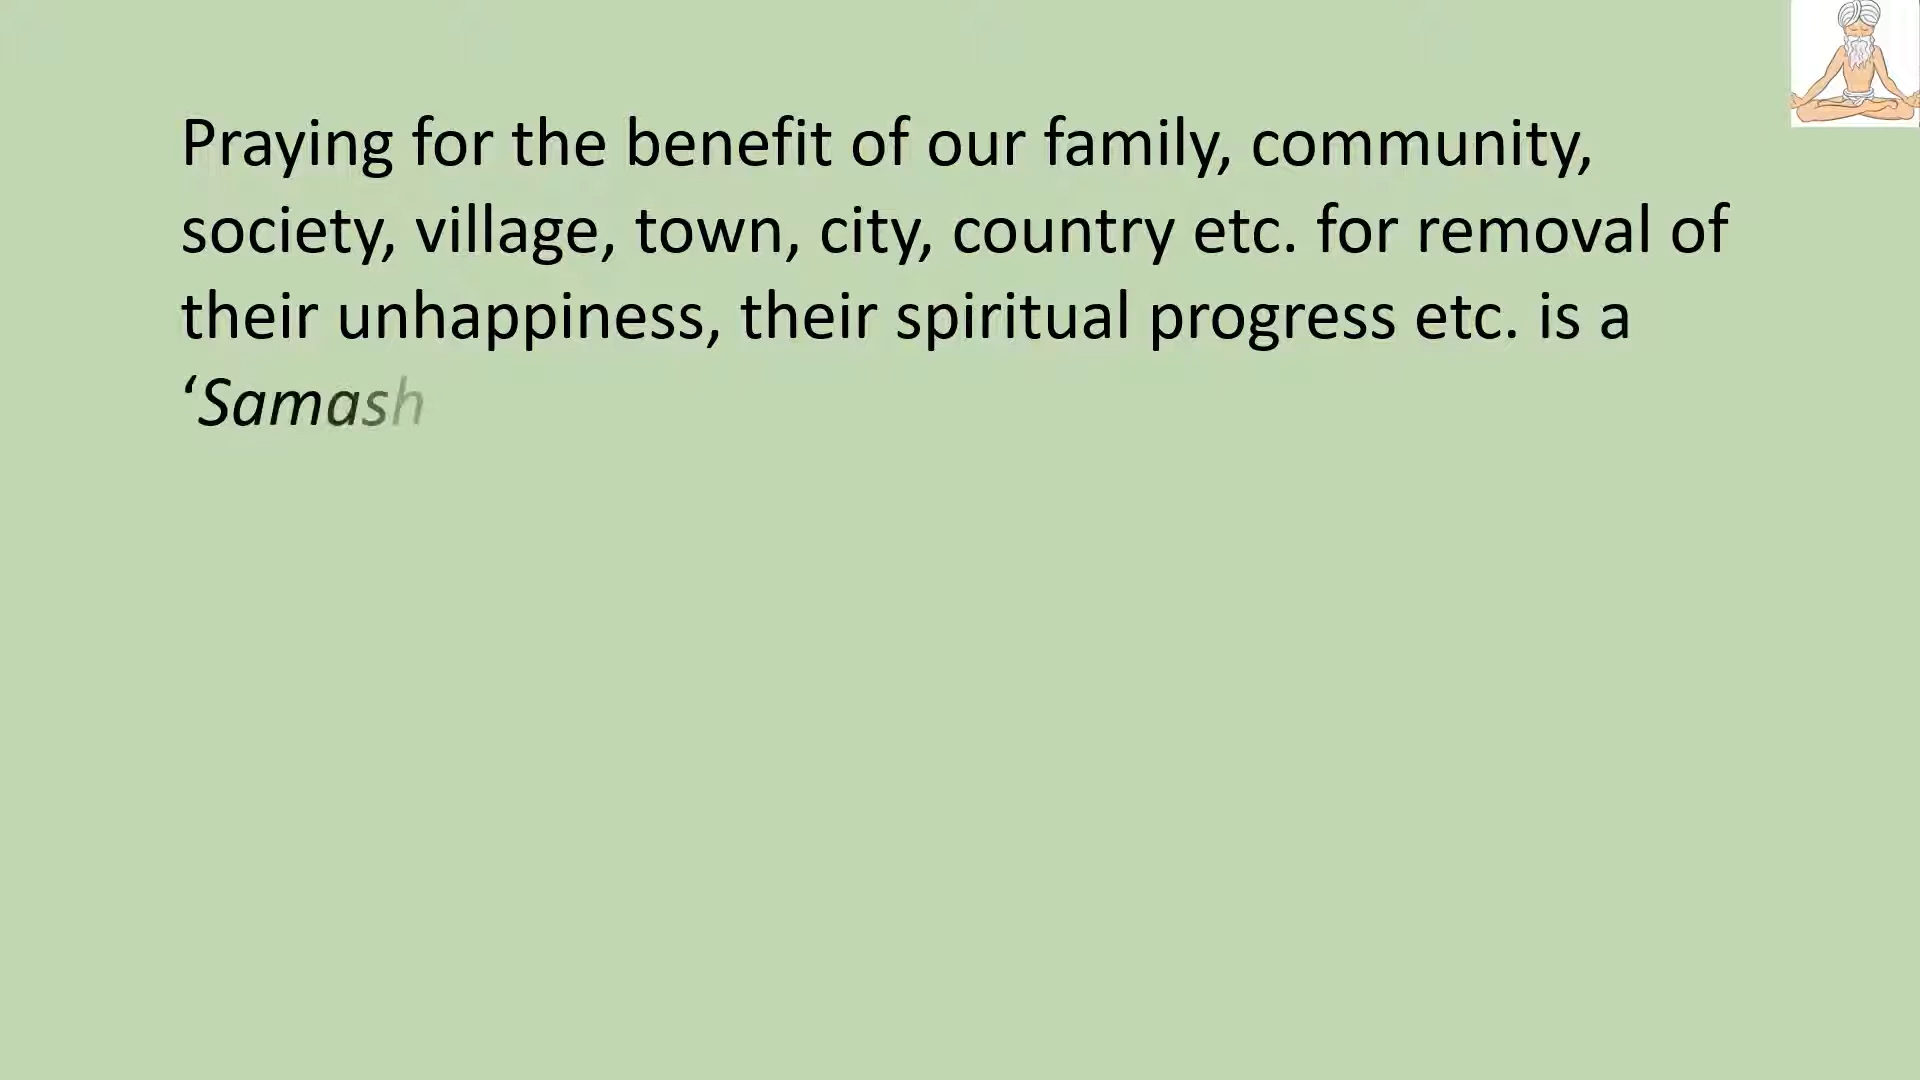 Praying for the benefit of our family, community,
society, village, town, city, country etc. for removal of
their unhappiness, their spiritual progress etc. is a
‘Samash